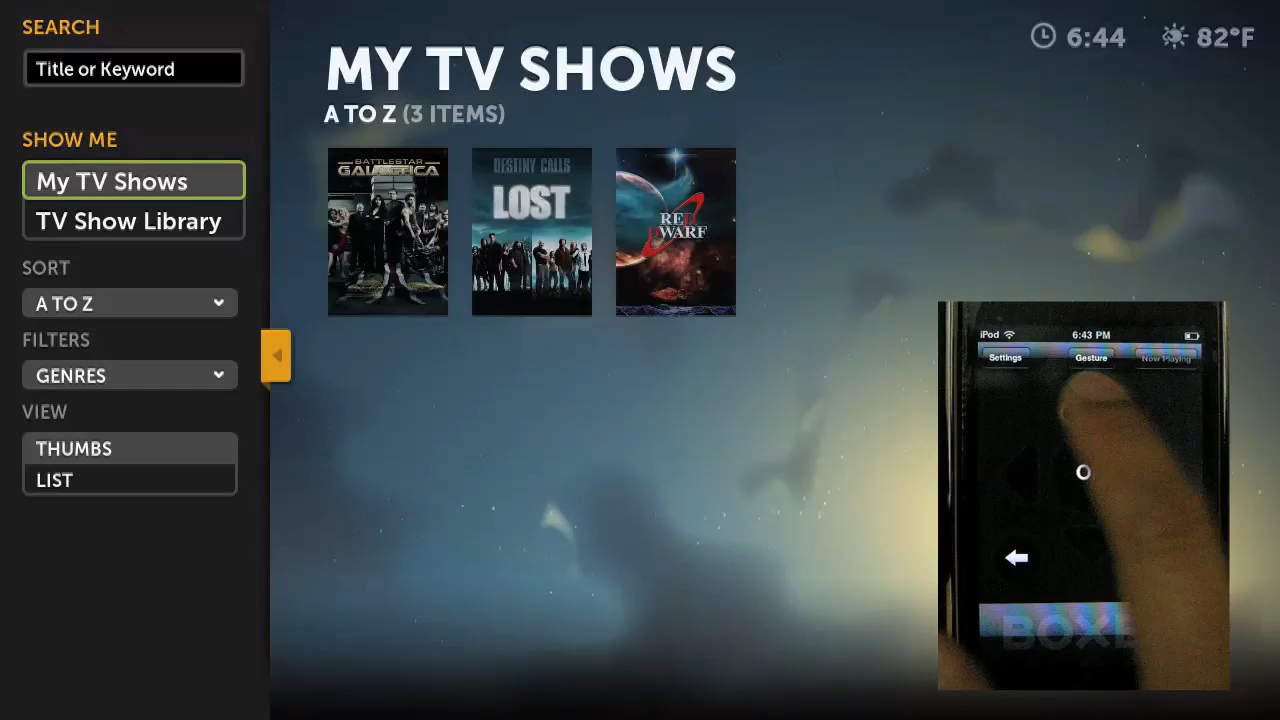 SEARCH
Title or Keyword
SHOW ME
My TV Shows
TV Show Library
SORT
A TO Z
FILTERS
GENRES
VIEW
THUMBS
LIST
MY TV SHOWS
A TO Z (3 ITEMS)
6:44
82°F
BATTLESTAR
GALACTICA
DESTINY CALLS
LOST
RED
DWARF
iPod
6:43 PM
Settings
Gesture
Now Playing